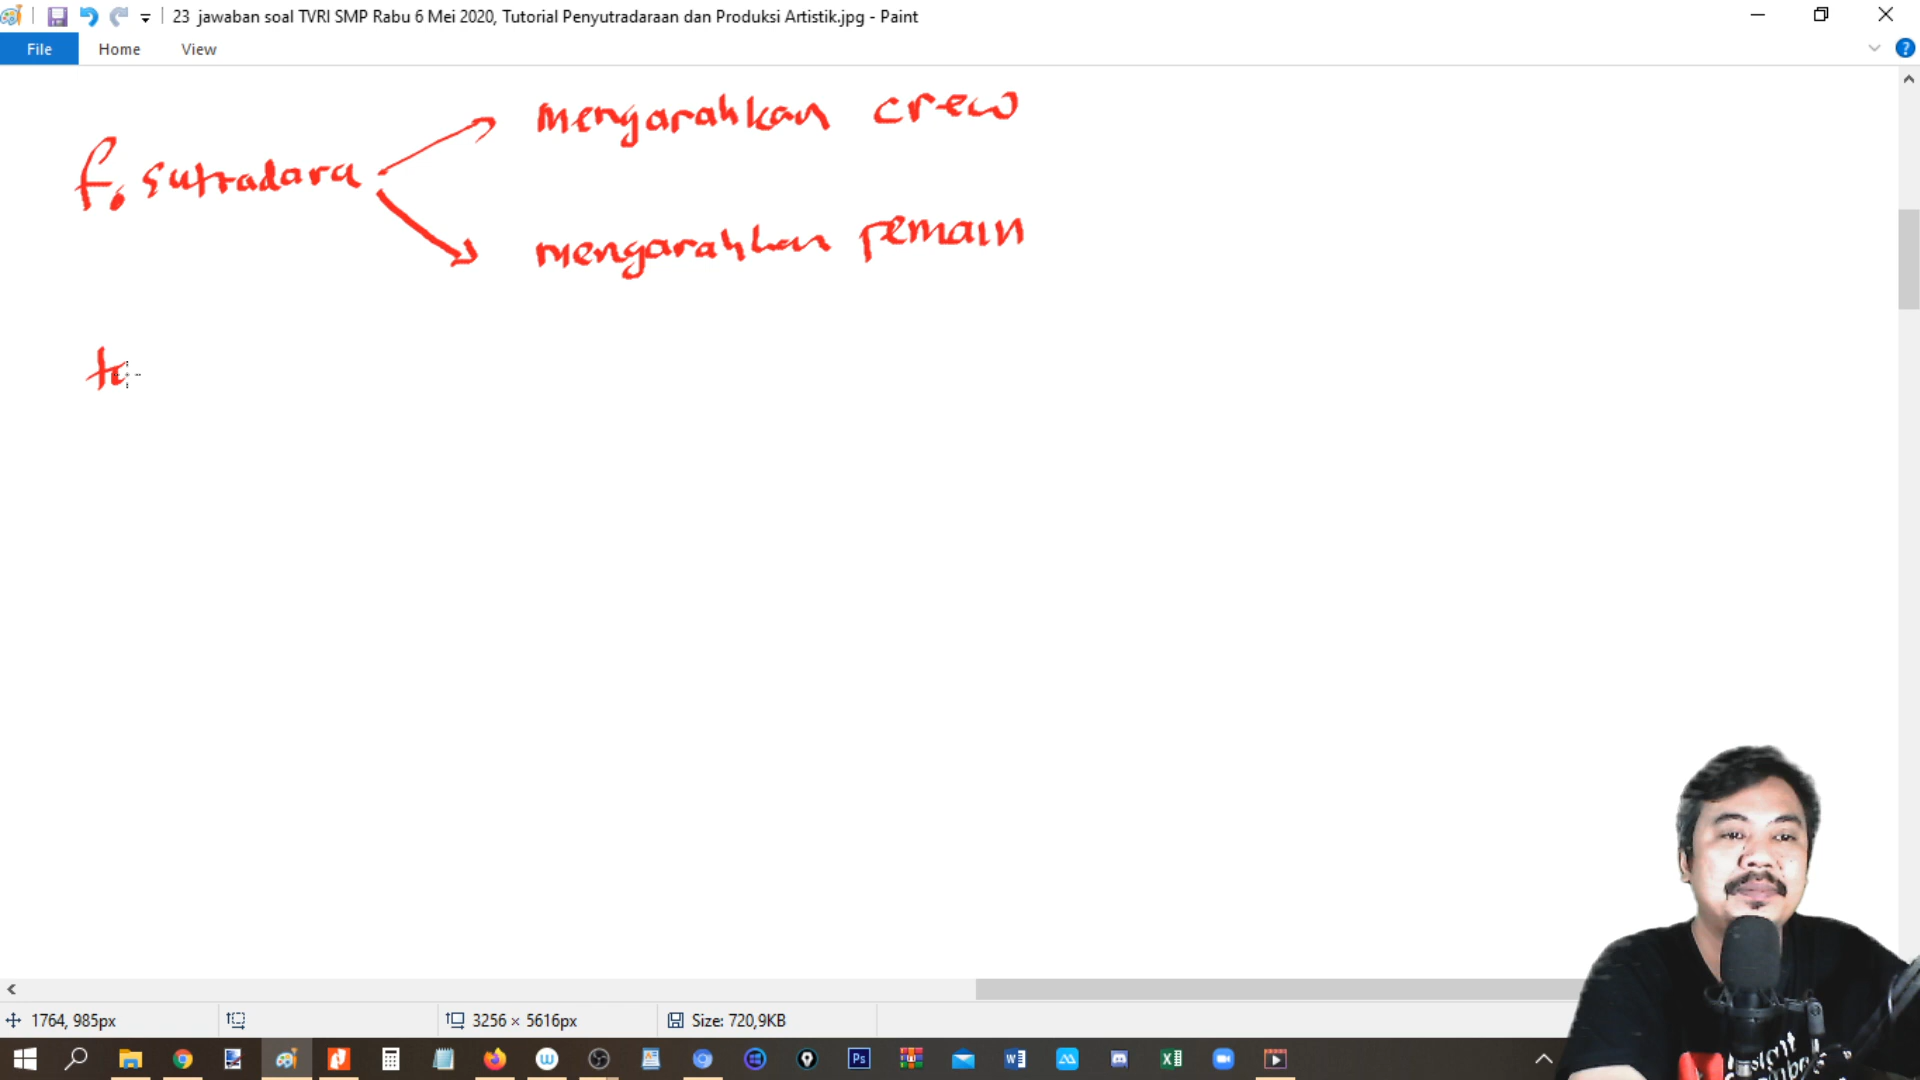 23 jawaban soal TVRI SMP Rabu 6 Mei 2020, Tutorial Penyutradaraan dan Produksi Artistik.jpg - Paint
File Home View
mengarahkan crew
f. sutradara
mengarahkan pemain
1764, 985px
3256 × 5616px
Size: 720,9KB
Ps